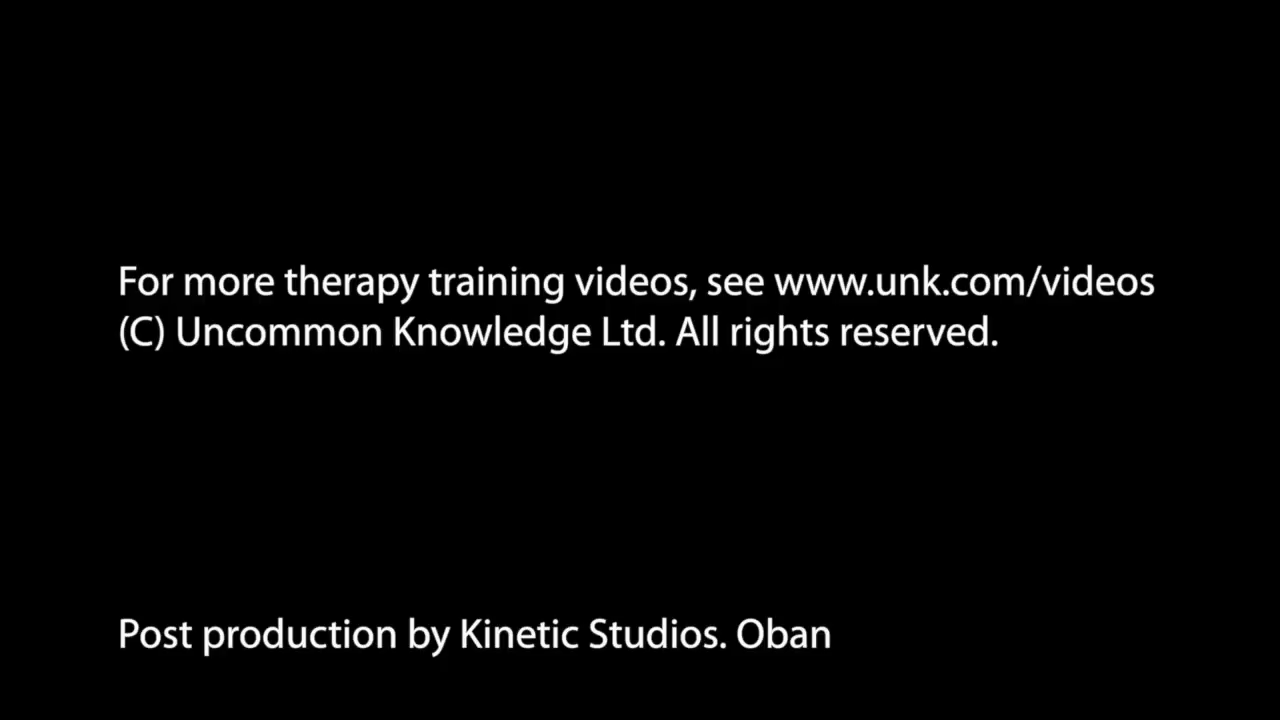 For more therapy training videos, see www.unk.com/videos
(C) Uncommon Knowledge Ltd. All rights reserved.
Post production by Kinetic Studios. Oban